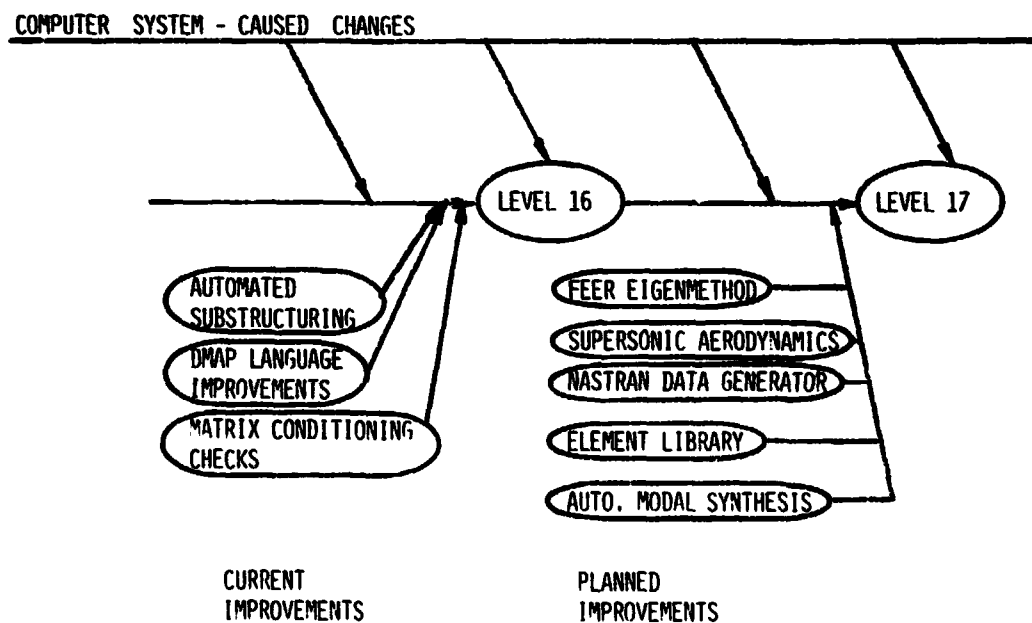 COMPUTER SYSTEM - CAUSED CHANGES
LEVEL 16
LEVEL 17
AUTOMATED
SUBSTRUCTURING
DMAP LANGUAGE
IMPROVEMENTS
MATRIX CONDITIONING
CHECKS
FEER EIGENMETHOD
SUPERSONIC AERODYNAMICS
NASTRAN DATA GENERATOR
ELEMENT LIBRARY
AUTO. MODAL SYNTHESIS
CURRENT
IMPROVEMENTS
PLANNED
IMPROVEMENTS